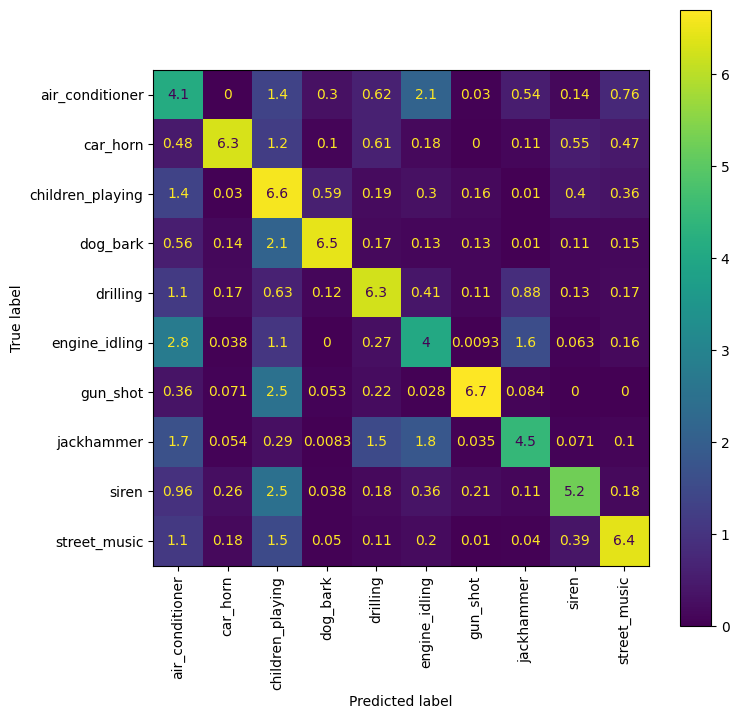 6
air_conditioner 4.1 0 1.4 0.3 0.62 2.1 0.03 0.54 0.14 0.76
car_horn 0.48 6.3 1.2 0.1 0.61 0.18 0 0.11 0.55 0.47
5
children_playing 1.4 0.03 6.6 0.59 0.19 0.3 0.16 0.01 0.4 0.36
dog_bark 0.56 0.14 2.1 6.5 0.17 0.13 0.13 0.01 0.11 0.15
4
drilling 1.1 0.17 0.63 0.12 6.3 0.41 0.11 0.88 0.13 0.17
True label
3
engine_idling 2.8 0.038 1.1 0 0.27 4 0.0093 1.6 0.063 0.16
gun_shot 0.36 0.071 2.5 0.053 0.22 0.028 6.7 0.084 0 0
2
jackhammer 1.7 0.054 0.29 0.0083 1.5 1.8 0.035 4.5 0.071 0.1
siren 0.96 0.26 2.5 0.038 0.18 0.36 0.21 0.11 5.2 0.18
1
street_music 1.1 0.18 1.5 0.05 0.11 0.2 0.01 0.04 0.39 6.4
0
air_conditioner
car_horn
children_playing
dog_bark
drilling
engine_idling
gun_shot
jackhammer
siren
street_music
Predicted label